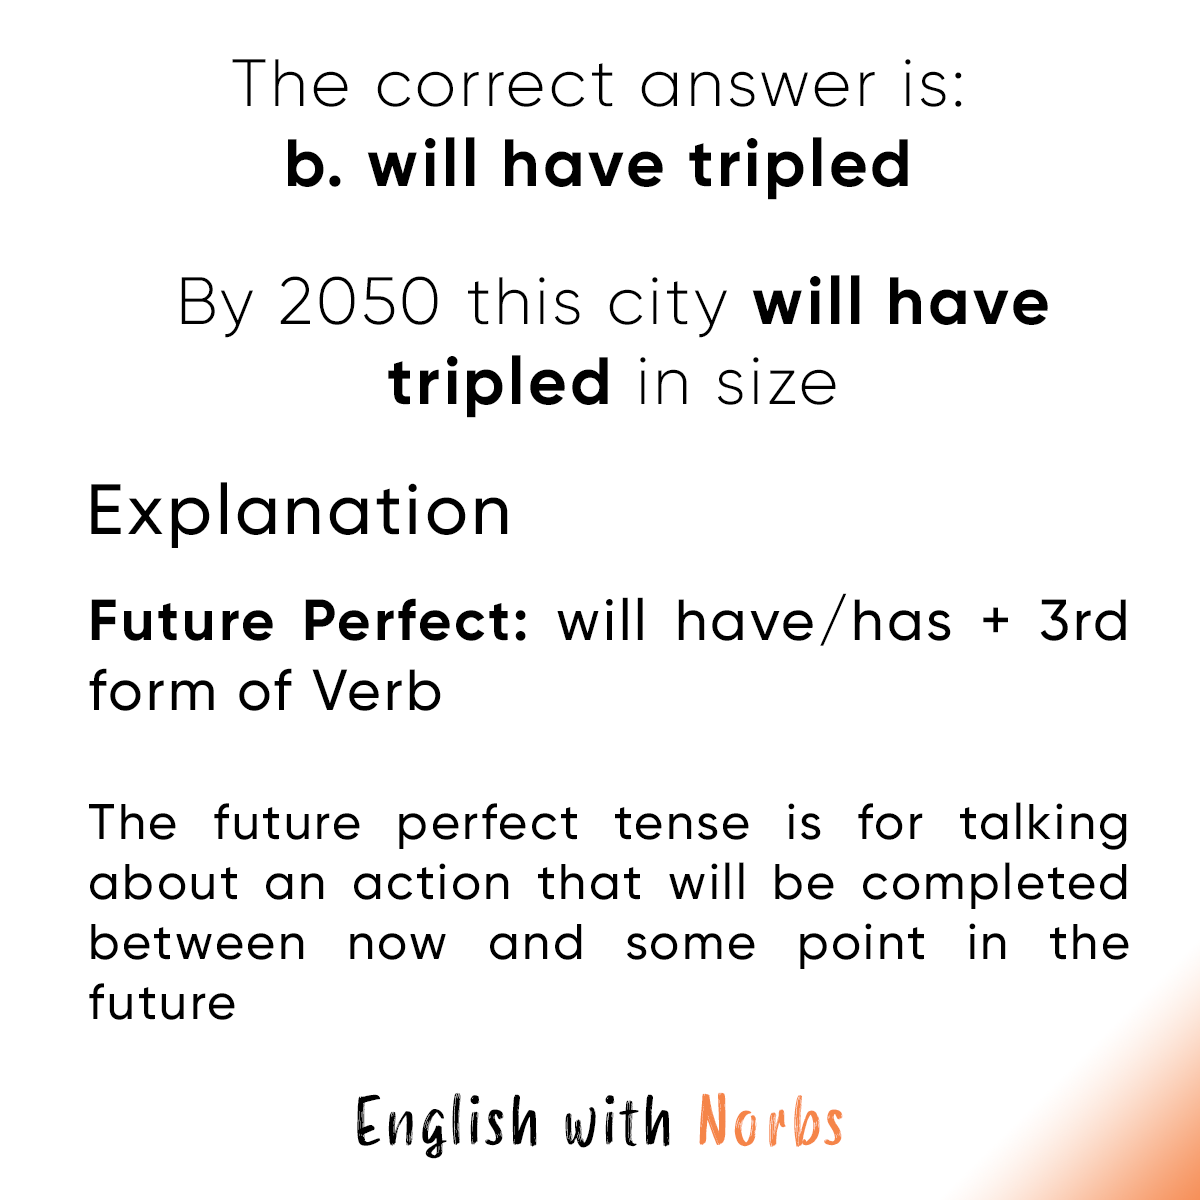 The correct answer is:
b. will have tripled
By 2050 this city will have
tripled in size
Explanation
Future Perfect: will have/has + 3rd
form of Verb
The future perfect tense is for talking
about an action that will be completed
between now and some point in the
future
English with Norbs